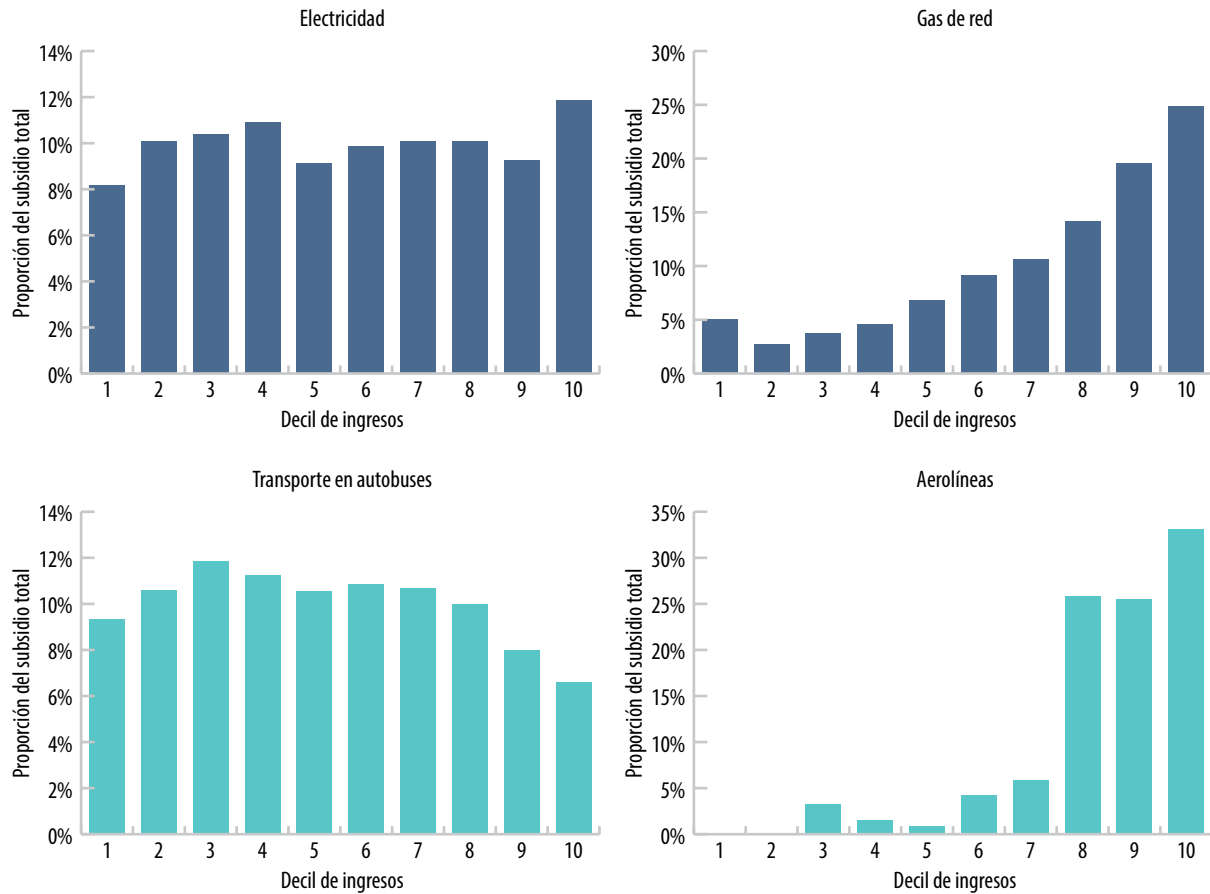 Electricidad
Proporción del subsidio total
14%
12%
10%
8%
6%
4%
2%
0%
1 2 3 4 5 6 7 8 9 10
Decil de ingresos
Gas de red
Proporción del subsidio total
30%
25%
20%
15%
10%
5%
0%
1 2 3 4 5 6 7 8 9 10
Decil de ingresos
Transporte en autobuses
Proporción del subsidio total
14%
12%
10%
8%
6%
4%
2%
0%
1 2 3 4 5 6 7 8 9 10
Decil de ingresos
Aerolíneas
Proporción del subsidio total
35%
30%
25%
20%
15%
10%
5%
0%
1 2 3 4 5 6 7 8 9 10
Decil de ingresos